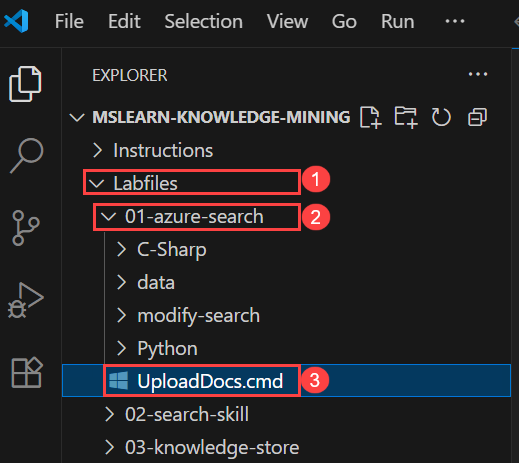 File Edit Selection View Go Run ...
EXPLORER ...
MSLEARN-KNOWLEDGE-MINING
Instructions
Labfiles 1
01-azure-search 2
C-Sharp
data
modify-search
Python
UploadDocs.cmd 3
02-search-skill
03-knowledge-store